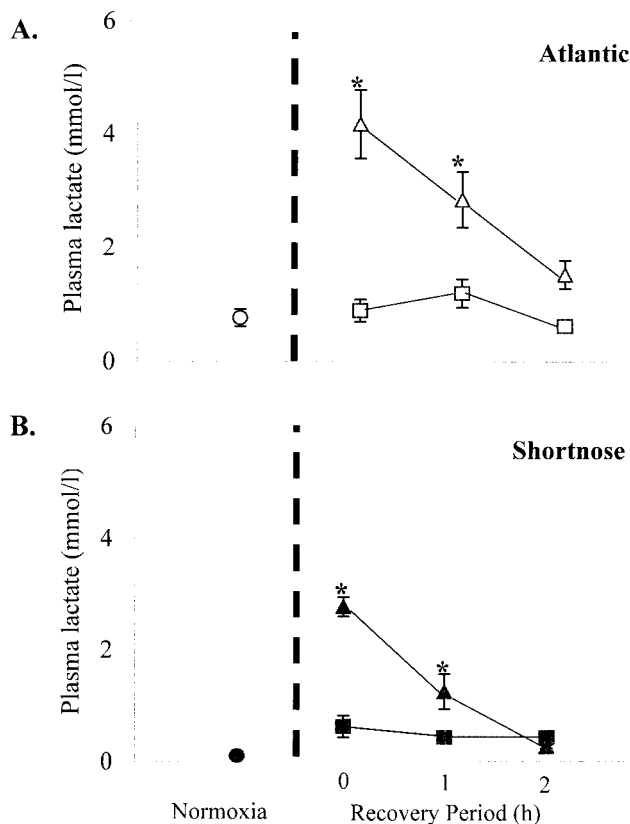 A.
Atlantic
Plasma lactate (mmol/l)
6
4
2
0
*
*
B.
Shortnose
Plasma lactate (mmol/l)
6
4
2
0
*
*
0 1 2
Normoxia Recovery Period (h)